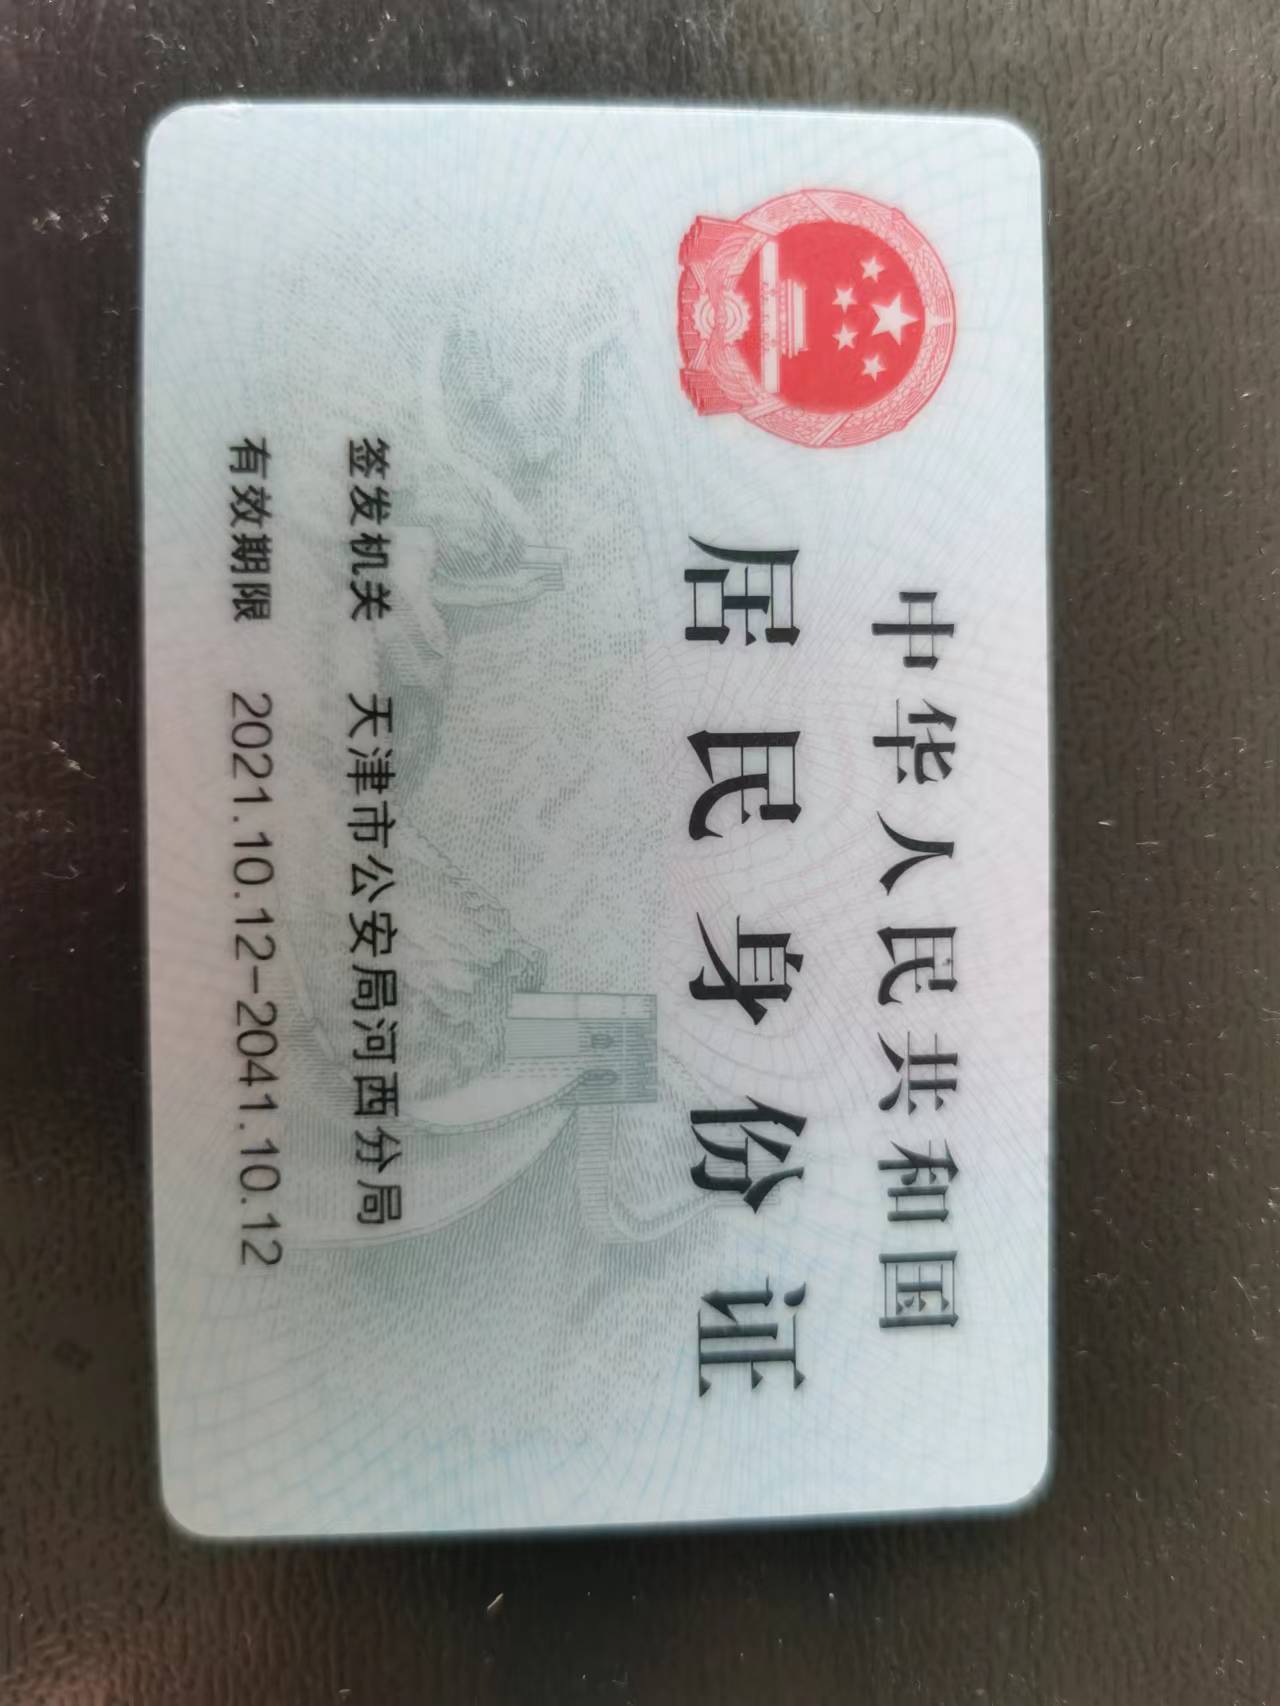 中华人民共和国
居民身份证
签发机关 天津市公安局河西分局
有效期限 2021.10.12-2041.10.12